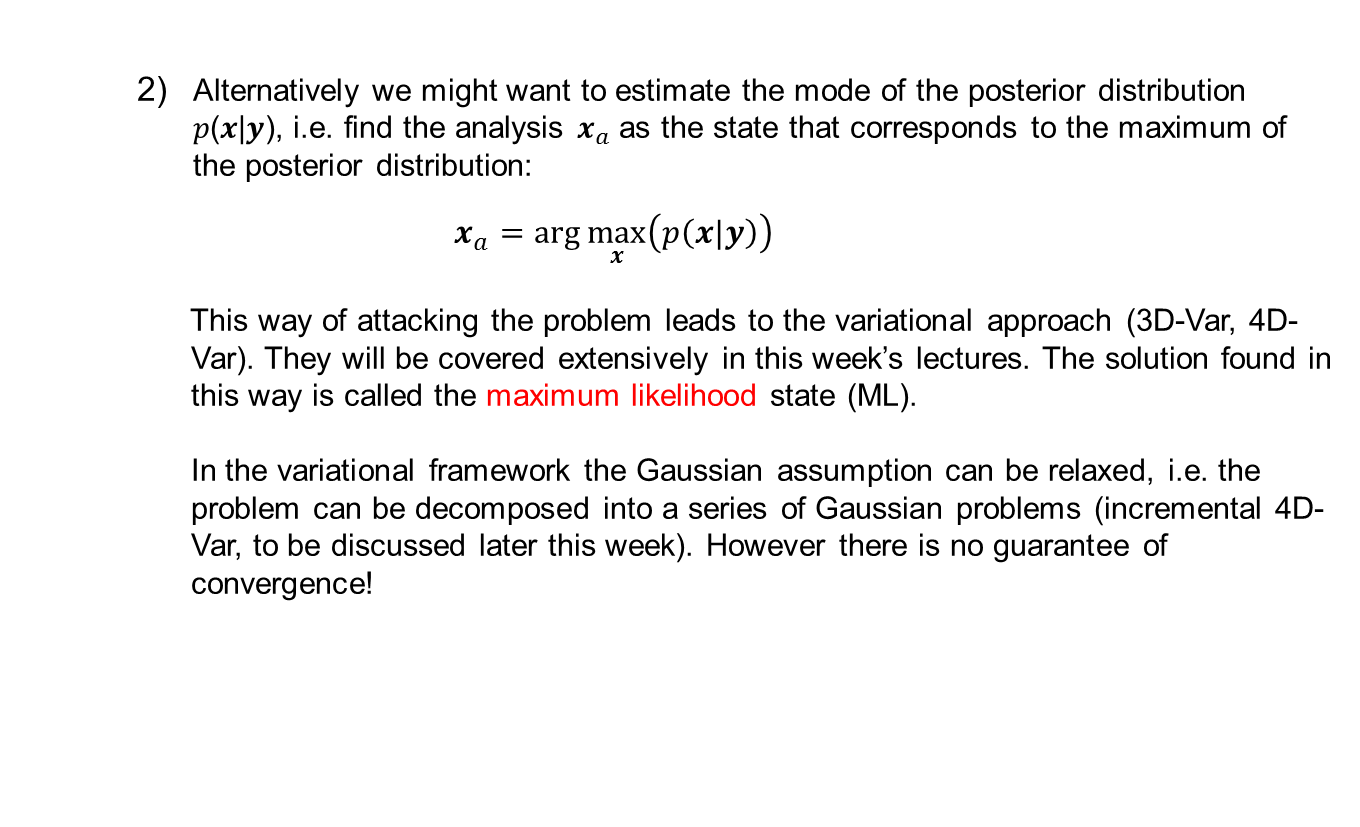 2) Alternatively we might want to estimate the mode of the posterior distribution
p(x|y), i.e. find the analysis xₐ as the state that corresponds to the maximum of
the posterior distribution:
xₐ = arg max(p(x|y))
x
This way of attacking the problem leads to the variational approach (3D-Var, 4D-
Var). They will be covered extensively in this week’s lectures. The solution found in
this way is called the maximum likelihood state (ML).
In the variational framework the Gaussian assumption can be relaxed, i.e. the
problem can be decomposed into a series of Gaussian problems (incremental 4D-
Var, to be discussed later this week). However there is no guarantee of
convergence!